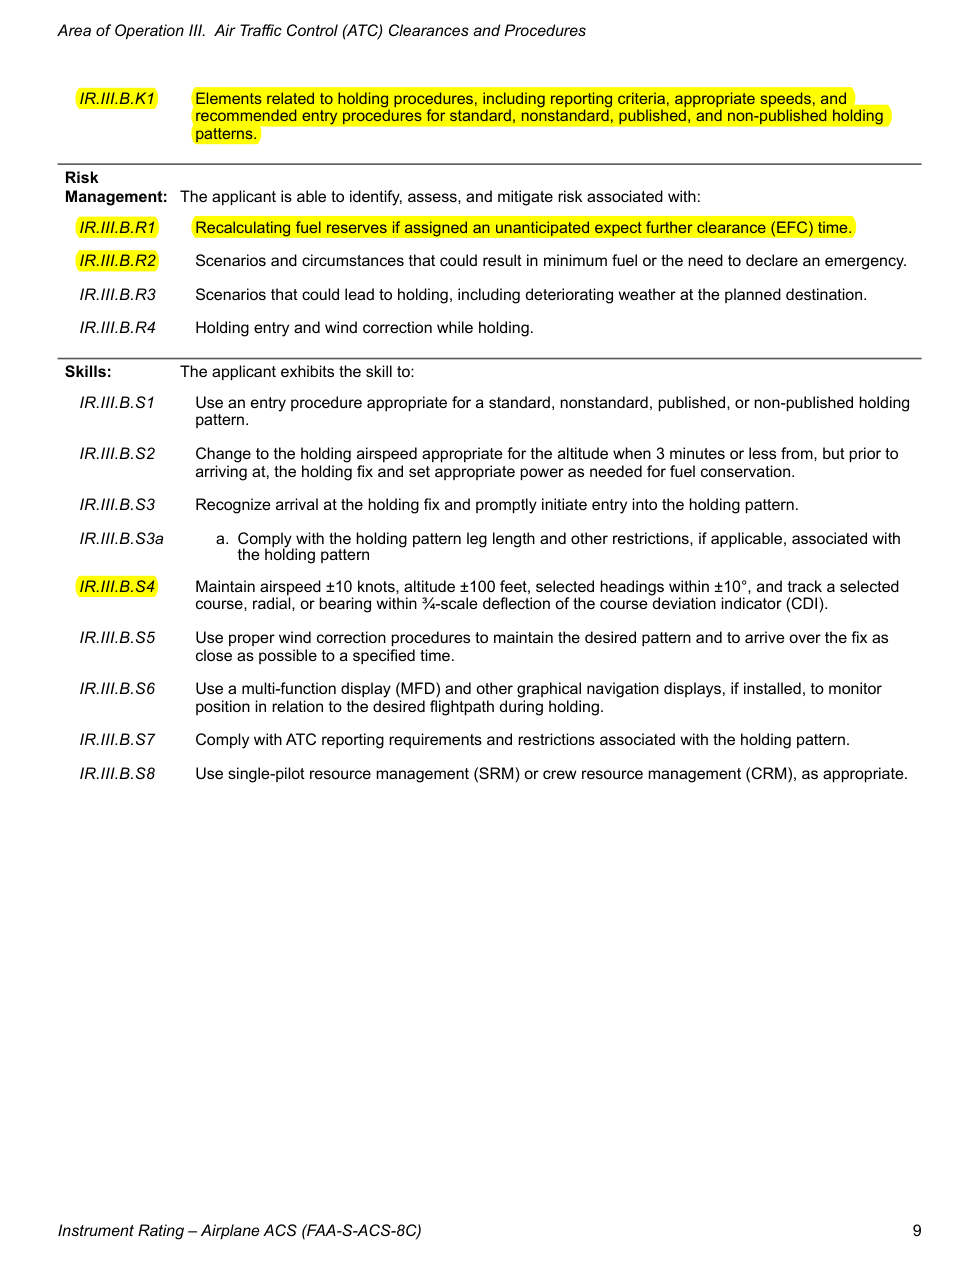 Area of Operation III.  Air Traffic Control (ATC) Clearances and Procedures
IR.III.B.K1 Elements related to holding procedures, including reporting criteria, appropriate speeds, and
recommended entry procedures for standard, nonstandard, published, and non-published holding
patterns.
Risk
Management: The applicant is able to identify, assess, and mitigate risk associated with:
IR.III.B.R1 Recalculating fuel reserves if assigned an unanticipated expect further clearance (EFC) time.
IR.III.B.R2 Scenarios and circumstances that could result in minimum fuel or the need to declare an emergency.
IR.III.B.R3 Scenarios that could lead to holding, including deteriorating weather at the planned destination.
IR.III.B.R4 Holding entry and wind correction while holding.
Skills: The applicant exhibits the skill to:
IR.III.B.S1 Use an entry procedure appropriate for a standard, nonstandard, published, or non-published holding
pattern.
IR.III.B.S2 Change to the holding airspeed appropriate for the altitude when 3 minutes or less from, but prior to
arriving at, the holding fix and set appropriate power as needed for fuel conservation.
IR.III.B.S3 Recognize arrival at the holding fix and promptly initiate entry into the holding pattern.
IR.III.B.S3a a. Comply with the holding pattern leg length and other restrictions, if applicable, associated with
the holding pattern
IR.III.B.S4 Maintain airspeed ±10 knots, altitude ±100 feet, selected headings within ±10°, and track a selected
course, radial, or bearing within ¾-scale deflection of the course deviation indicator (CDI).
IR.III.B.S5 Use proper wind correction procedures to maintain the desired pattern and to arrive over the fix as
close as possible to a specified time.
IR.III.B.S6 Use a multi-function display (MFD) and other graphical navigation displays, if installed, to monitor
position in relation to the desired flightpath during holding.
IR.III.B.S7 Comply with ATC reporting requirements and restrictions associated with the holding pattern.
IR.III.B.S8 Use single-pilot resource management (SRM) or crew resource management (CRM), as appropriate.
Instrument Rating – Airplane ACS (FAA-S-ACS-8C) 9